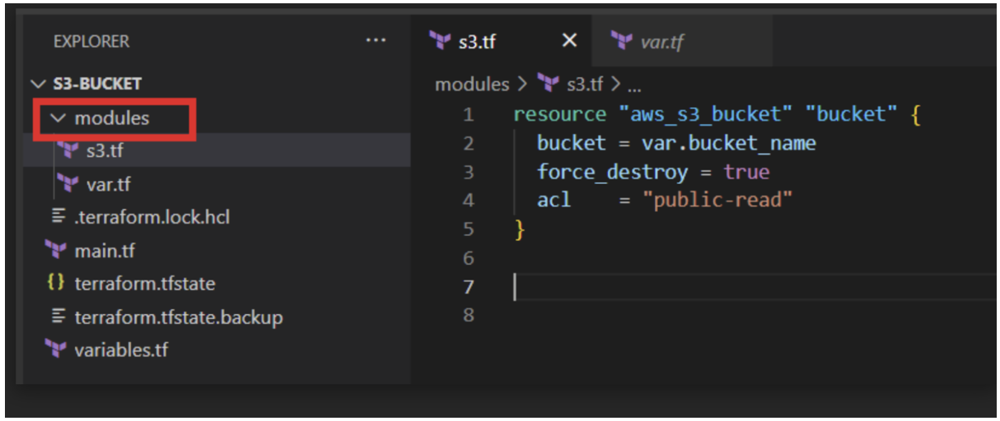 EXPLORER ...
S3-BUCKET
modules
s3.tf
var.tf
.terraform.lock.hcl
main.tf
{} terraform.tfstate
terraform.tfstate.backup
variables.tf
s3.tf × var.tf
modules > s3.tf > ...
1 resource "aws_s3_bucket" "bucket" {
2 bucket = var.bucket_name
3 force_destroy = true
4 acl    = "public-read"
5 }
6
7
8